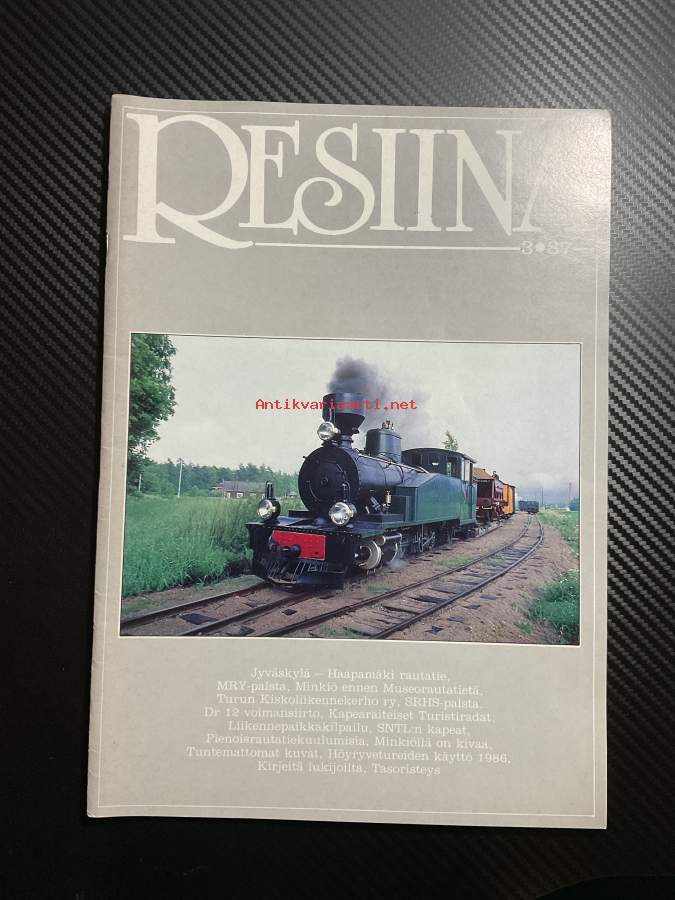 RESIINA
3•87
Antikvariaatti.net
Jyväskylä – Haapamäki rautatie,
MRY-palsta, Minkiö ennen Museorautatietä,
Turun Kiskoliikennekerho ry, SRHS-palsta,
Dr 12 voimansiirto, Kapearaiteiset Turistiradat,
Liikennepaikkakilpailu, SNTL:n kapeat,
Pienoisrautatiekuulumisia, Minkiöllä on kivaa,
Tuntemattomat kuvat, Höyryvetureiden käyttö 1986,
Kirjeitä lukijoilta, Tasoristeys